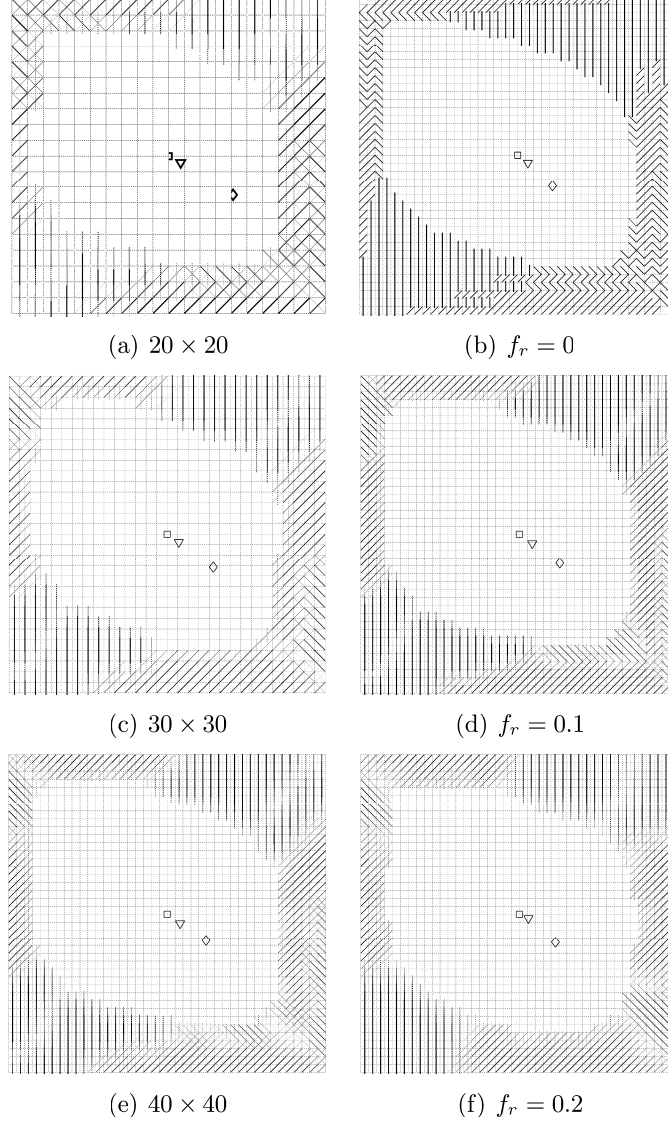 (a) 20 × 20
(b) f_r = 0
(c) 30 × 30
(d) f_r = 0.1
(e) 40 × 40
(f) f_r = 0.2